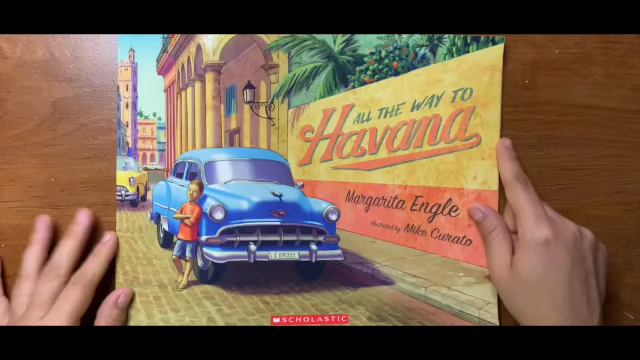 ALL THE WAY TO
Havana
Margarita Engle
illustrated by Mike Curato
SCHOLASTIC